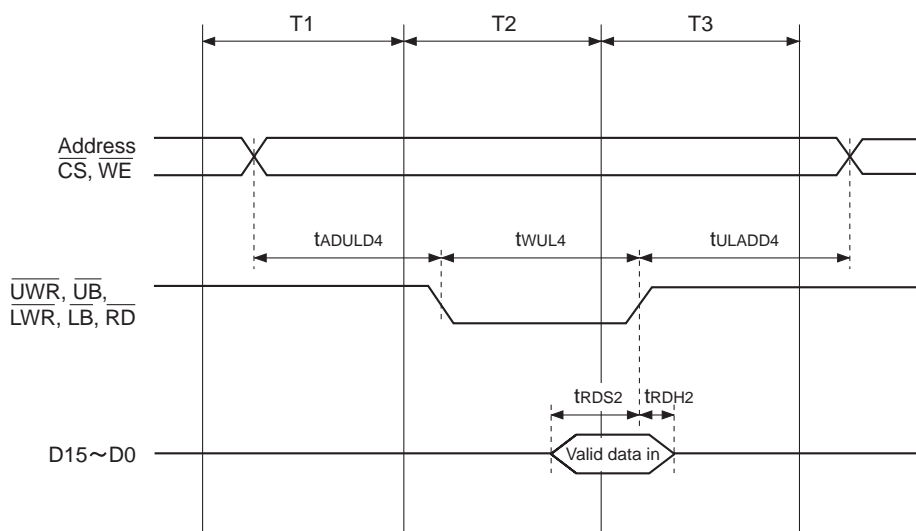 T1 T2 T3
Address
CS, WE
tADULD4 tWUL4 tULADD4
UWR, UB,
LWR, LB, RD
tRDS2 tRDH2
D15～D0 Valid data in